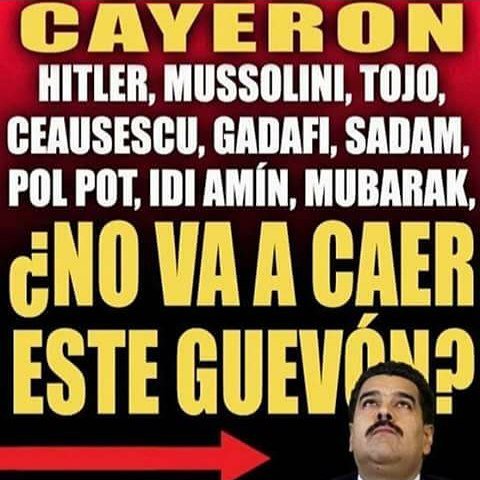 CAYERON
HITLER, MUSSOLINI, TOJO,
CEAUSESCU, GADAFI, SADAM,
POL POT, IDI AMÍN, MUBARAK,
¿NO VA A CAER
ESTE GUEVÓN?